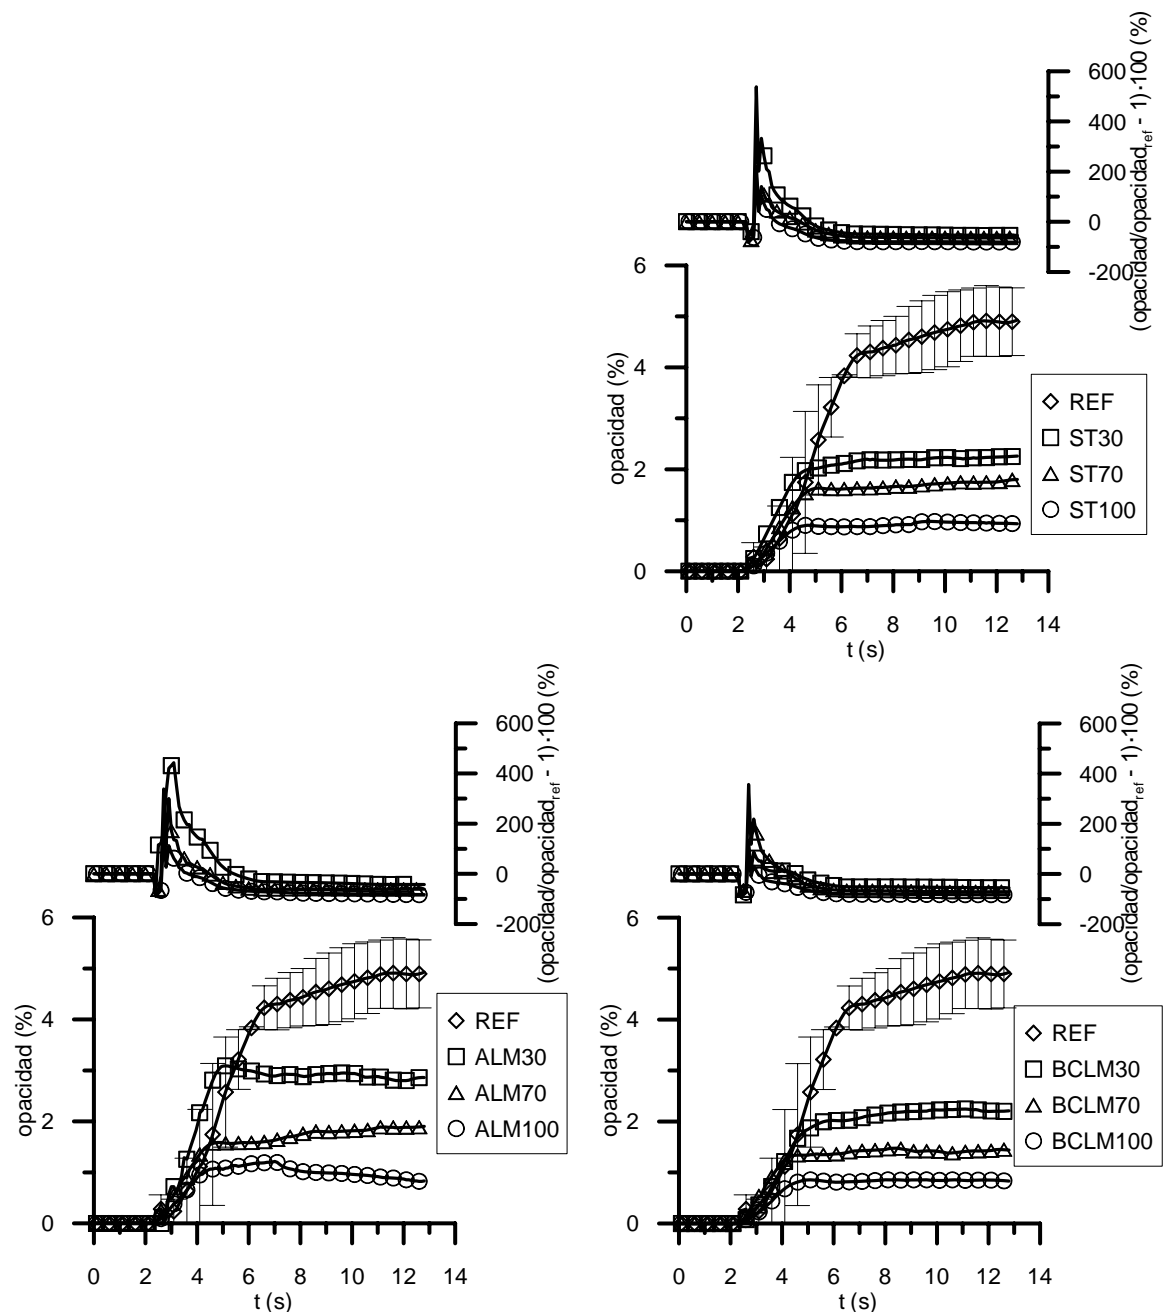 600
400
200
0
-200
(opacidad/opacidad_ref - 1)·100 (%)
6
4
2
0
opacidad (%)
REF
ST30
ST70
ST100
0 2 4 6 8 10 12 14
t (s)
600
400
200
0
-200
(opacidad/opacidad_ref - 1)·100 (%)
6
4
2
0
opacidad (%)
REF
ALM30
ALM70
ALM100
0 2 4 6 8 10 12 14
t (s)
600
400
200
0
-200
(opacidad/opacidad_ref - 1)·100 (%)
6
4
2
0
opacidad (%)
REF
BCLM30
BCLM70
BCLM100
0 2 4 6 8 10 12 14
t (s)